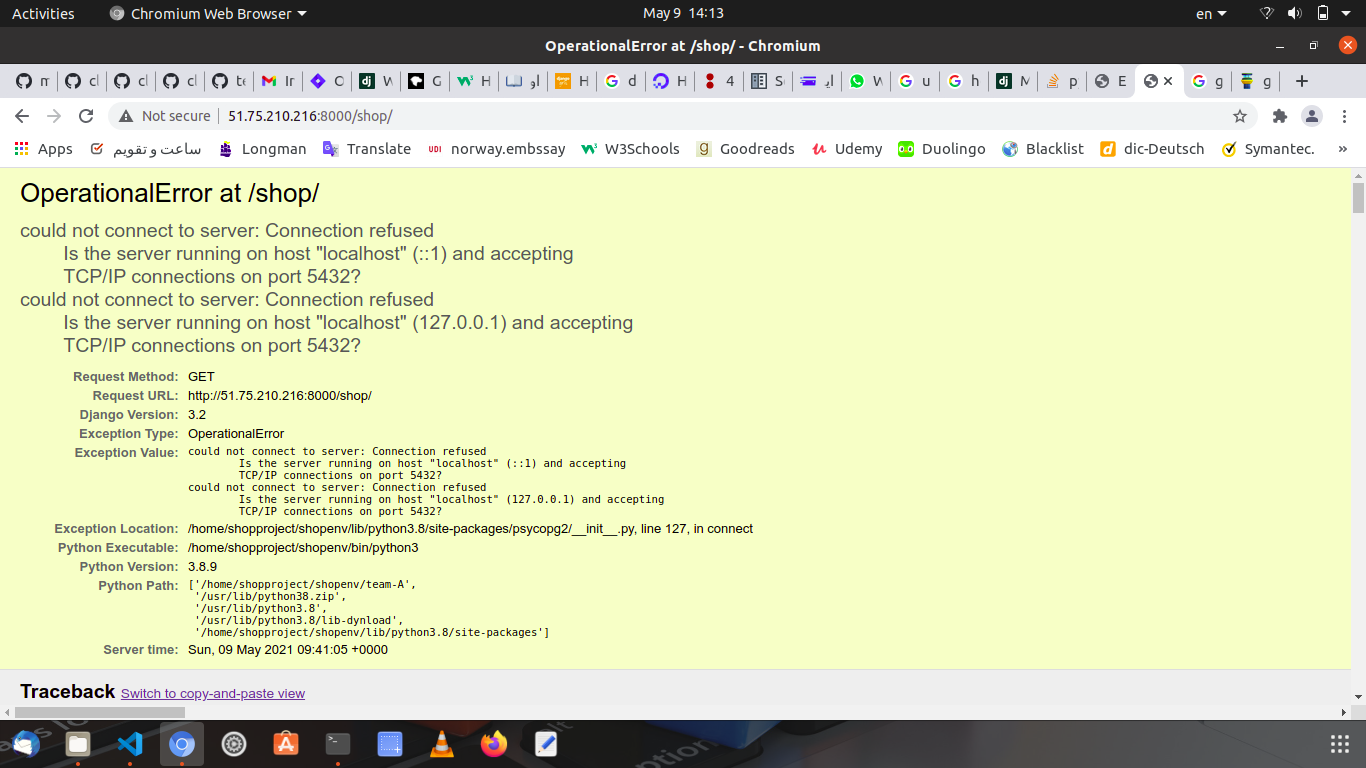 Activities
Chromium Web Browser
May 9 14:13
en
OperationalError at /shop/ - Chromium
Not secure
51.75.210.216:8000/shop/
Apps
ساعت و تقویم
Longman
Translate
UDI norway.embssay
W3Schools
Goodreads
Udemy
Duolingo
Blacklist
dic-Deutsch
Symantec.
»
OperationalError at /shop/
could not connect to server: Connection refused
Is the server running on host "localhost" (::1) and accepting
TCP/IP connections on port 5432?
could not connect to server: Connection refused
Is the server running on host "localhost" (127.0.0.1) and accepting
TCP/IP connections on port 5432?
Request Method: GET
Request URL: http://51.75.210.216:8000/shop/
Django Version: 3.2
Exception Type: OperationalError
Exception Value: could not connect to server: Connection refused
Is the server running on host "localhost" (::1) and accepting
TCP/IP connections on port 5432?
could not connect to server: Connection refused
Is the server running on host "localhost" (127.0.0.1) and accepting
TCP/IP connections on port 5432?
Exception Location: /home/shopproject/shopenv/lib/python3.8/site-packages/psycopg2/__init__.py, line 127, in connect
Python Executable: /home/shopproject/shopenv/bin/python3
Python Version: 3.8.9
Python Path: ['/home/shopproject/shopenv/team-A',
'/usr/lib/python38.zip',
'/usr/lib/python3.8',
'/usr/lib/python3.8/lib-dynload',
'/home/shopproject/shopenv/lib/python3.8/site-packages']
Server time: Sun, 09 May 2021 09:41:05 +0000
Traceback Switch to copy-and-paste view